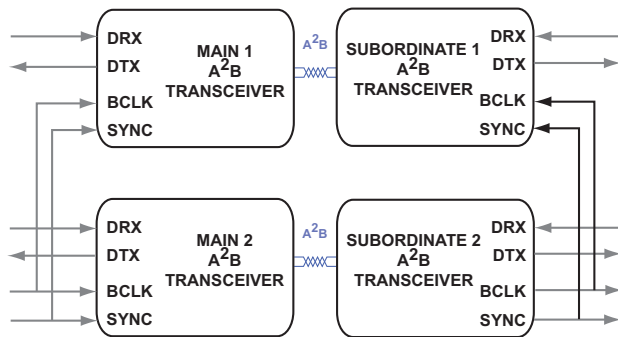 DRX
DTX
BCLK
SYNC
MAIN 1
A²B
TRANSCEIVER
A²B
SUBORDINATE 1
A²B
TRANSCEIVER
DRX
DTX
BCLK
SYNC
DRX
DTX
BCLK
SYNC
MAIN 2
A²B
TRANSCEIVER
A²B
SUBORDINATE 2
A²B
TRANSCEIVER
DRX
DTX
BCLK
SYNC